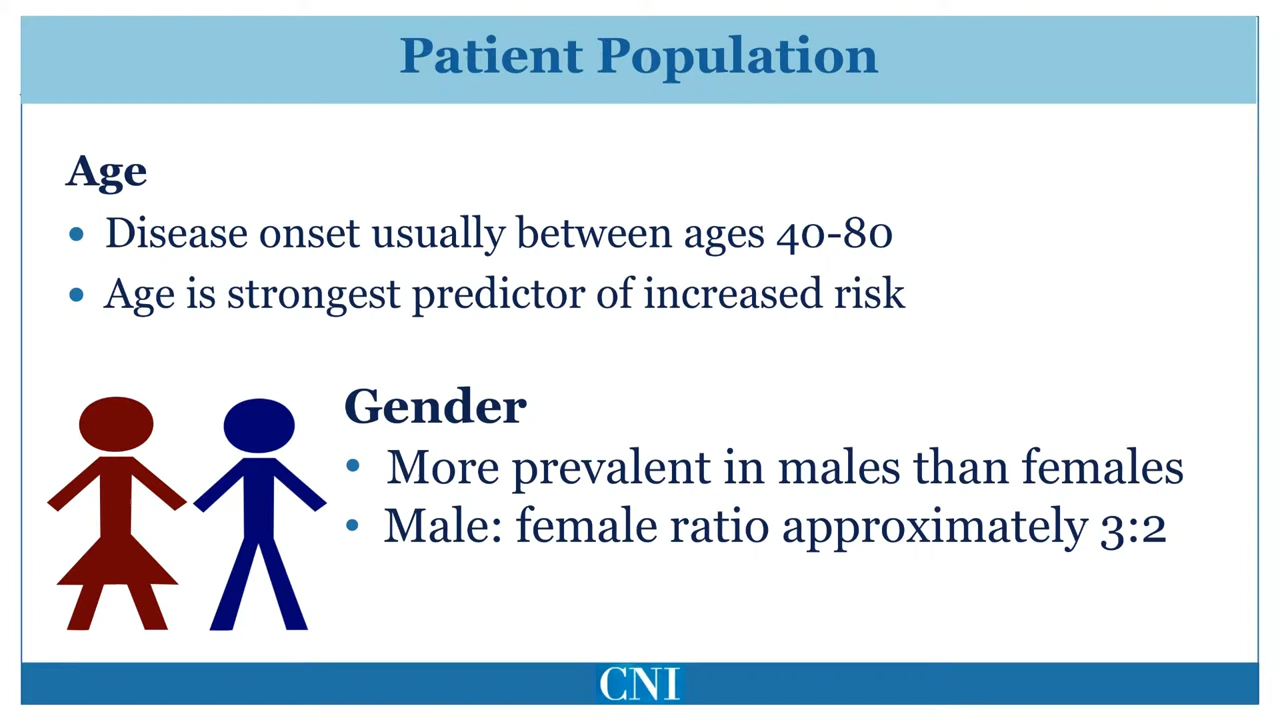 Patient Population
Age
• Disease onset usually between ages 40-80
• Age is strongest predictor of increased risk
Gender
• More prevalent in males than females
• Male: female ratio approximately 3:2
CNI